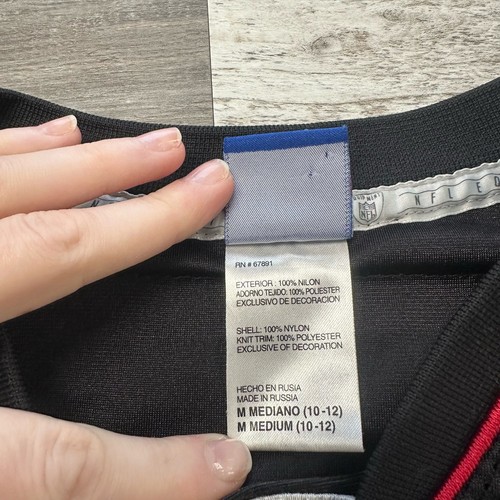 NFL ED
RN # 67891
EXTERIOR : 100% NILON
ADORNO TEJIDO: 100% POLIESTER
EXCLUSIVO DE DECORACION
SHELL: 100% NYLON
KNIT TRIM: 100% POLYESTER
EXCLUSIVE OF DECORATION
HECHO EN RUSIA
MADE IN RUSSIA
M MEDIANO (10-12)
M MEDIUM (10-12)